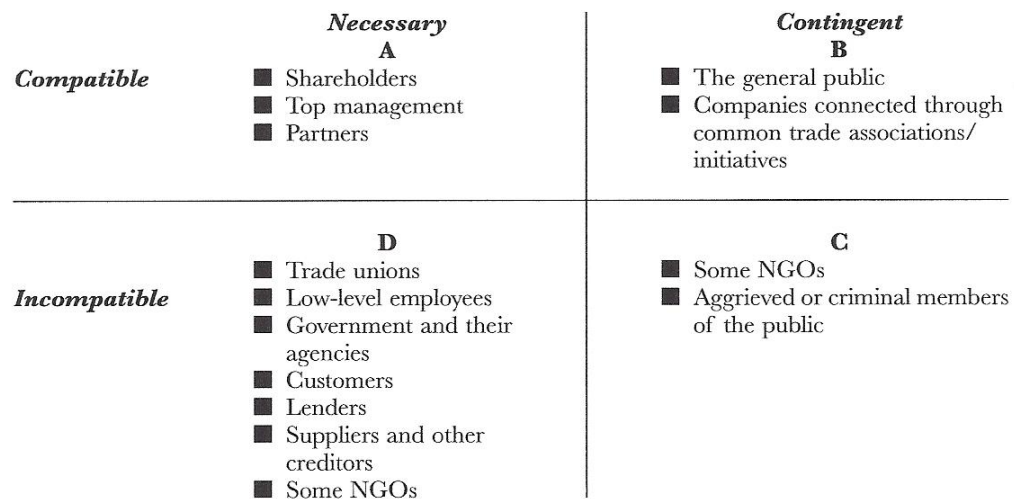 Necessary
Contingent
A
B
Compatible
■ Shareholders
■ Top management
■ Partners
■ The general public
■ Companies connected through
common trade associations/
initiatives
D
C
Incompatible
■ Trade unions
■ Low-level employees
■ Government and their
agencies
■ Customers
■ Lenders
■ Suppliers and other
creditors
■ Some NGOs
■ Some NGOs
■ Aggrieved or criminal members
of the public